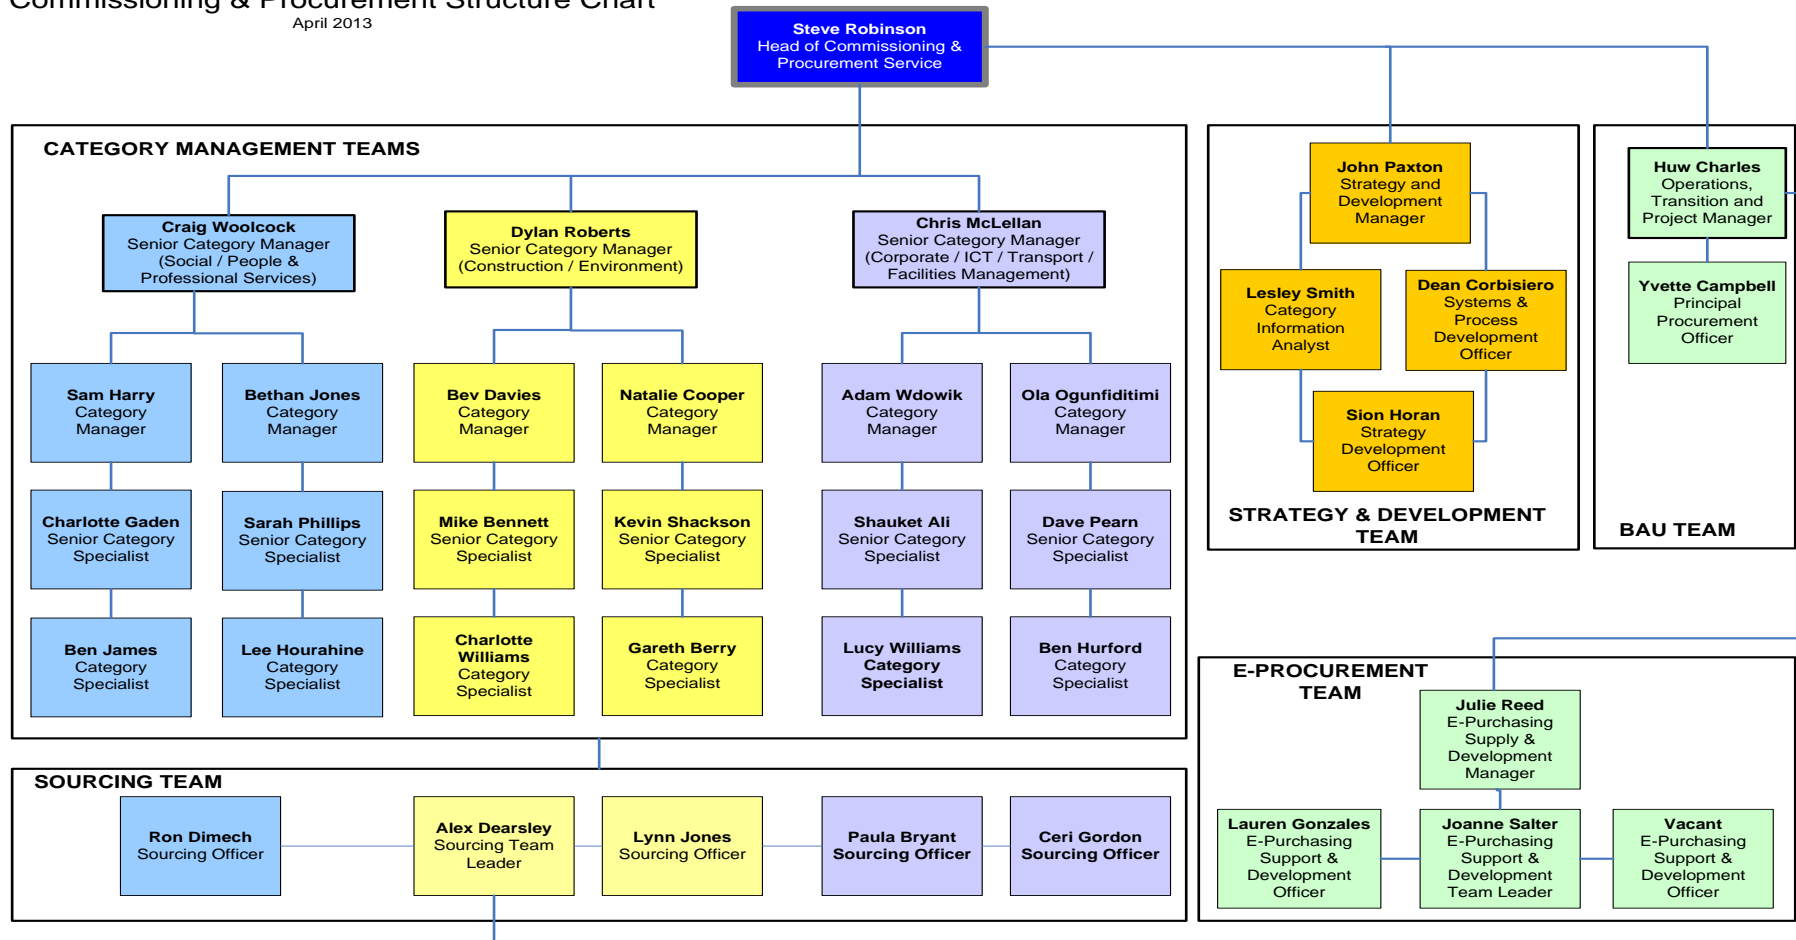 Commissioning & Procurement Structure Chart
April 2013
Steve Robinson
Head of Commissioning &
Procurement Service
CATEGORY MANAGEMENT TEAMS
Craig Woolcock
Senior Category Manager
(Social / People &
Professional Services)
Dylan Roberts
Senior Category Manager
(Construction / Environment)
Chris McLellan
Senior Category Manager
(Corporate / ICT / Transport /
Facilities Management)
Sam Harry
Category
Manager
Bethan Jones
Category
Manager
Bev Davies
Category
Manager
Natalie Cooper
Category
Manager
Adam Wdowik
Category
Manager
Ola Ogunfiditimi
Category
Manager
Charlotte Gaden
Senior Category
Specialist
Sarah Phillips
Senior Category
Specialist
Mike Bennett
Senior Category
Specialist
Kevin Shackson
Senior Category
Specialist
Shauket Ali
Senior Category
Specialist
Dave Pearn
Senior Category
Specialist
Ben James
Category
Specialist
Lee Hourahine
Category
Specialist
Charlotte
Williams
Category
Specialist
Gareth Berry
Category
Specialist
Lucy Williams
Category
Specialist
Ben Hurford
Category
Specialist
John Paxton
Strategy and
Development
Manager
Lesley Smith
Category
Information
Analyst
Dean Corbisiero
Systems &
Process
Development
Officer
Sion Horan
Strategy
Development
Officer
STRATEGY & DEVELOPMENT
TEAM
Huw Charles
Operations,
Transition and
Project Manager
Yvette Campbell
Principal
Procurement
Officer
BAU TEAM
SOURCING TEAM
Ron Dimech
Sourcing Officer
Alex Dearsley
Sourcing Team
Leader
Lynn Jones
Sourcing Officer
Paula Bryant
Sourcing Officer
Ceri Gordon
Sourcing Officer
E-PROCUREMENT
TEAM
Julie Reed
E-Purchasing
Supply &
Development
Manager
Lauren Gonzales
E-Purchasing
Support &
Development
Officer
Joanne Salter
E-Purchasing
Support &
Development
Team Leader
Vacant
E-Purchasing
Support &
Development
Officer